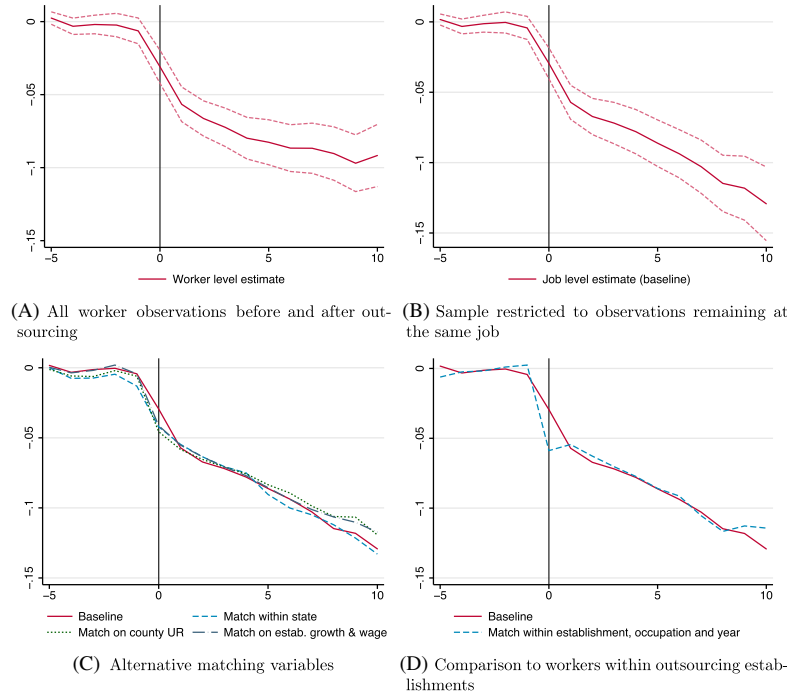 0
-.05
-.1
-.15
-5
0
5
10
Worker level estimate
(A) All worker observations before and after out-
sourcing
0
-.05
-.1
-.15
-5
0
5
10
Job level estimate (baseline)
(B) Sample restricted to observations remaining at
the same job
0
-.05
-.1
-.15
-5
0
5
10
Baseline
Match within state
Match on county UR
Match on estab. growth & wage
(C) Alternative matching variables
0
-.05
-.1
-.15
-5
0
5
10
Baseline
Match within establishment, occupation and year
(D) Comparison to workers within outsourcing estab-
lishments